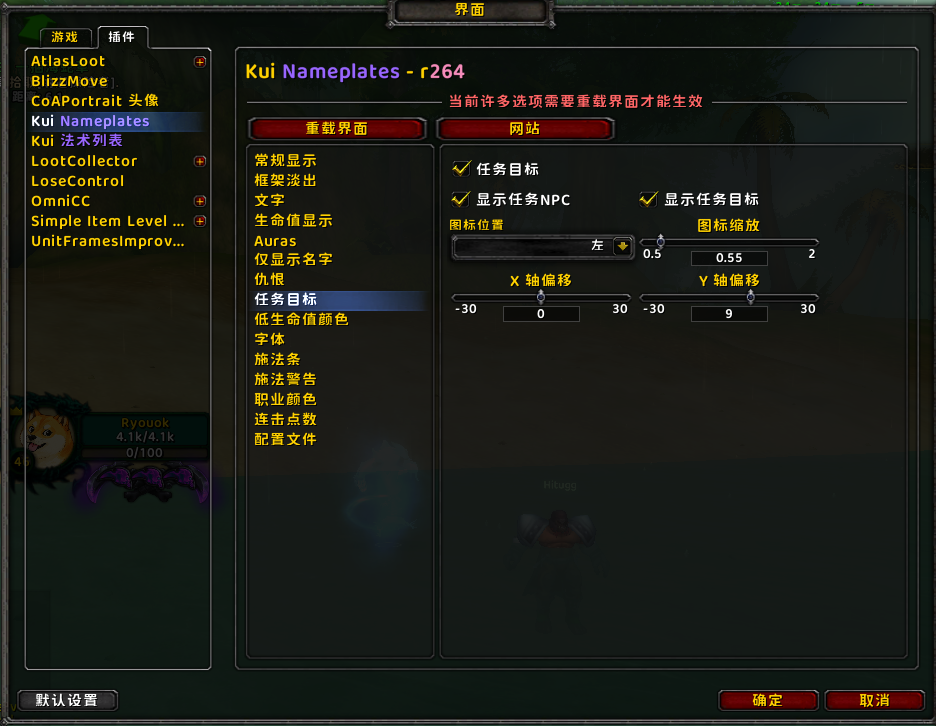 界面
游戏
插件
AtlasLoot
BlizzMove
CoAPortrait 头像
Kui Nameplates
Kui 法术列表
LootCollector
LoseControl
OmniCC
Simple Item Level ...
UnitFramesImprov...
Kui Nameplates - r264
当前许多选项需要重载界面才能生效
重载界面
网站
常规显示
框架淡出
文字
生命值显示
Auras
仅显示名字
仇恨
任务目标
低生命值颜色
字体
施法条
施法警告
职业颜色
连击点数
配置文件
任务目标
显示任务NPC
显示任务目标
图标位置
左
图标缩放
0.5
0.55
2
X 轴偏移
-30
0
30
Y 轴偏移
-30
9
30
Ryouok
4.1k/4.1k
0/100
Hitugg
默认设置
确定
取消